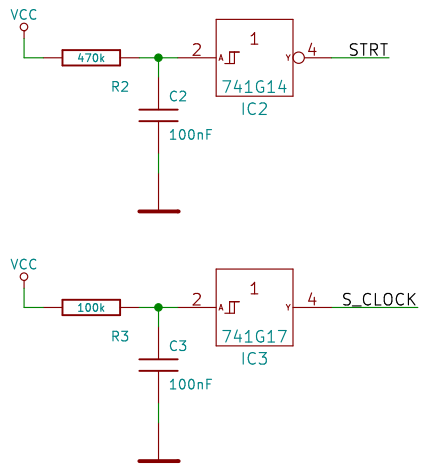 VCC
470k
R2
C2
100nF
2
A
1
Y
4
STRT
741G14
IC2
VCC
100k
R3
C3
100nF
2
A
1
Y
4
S_CLOCK
741G17
IC3